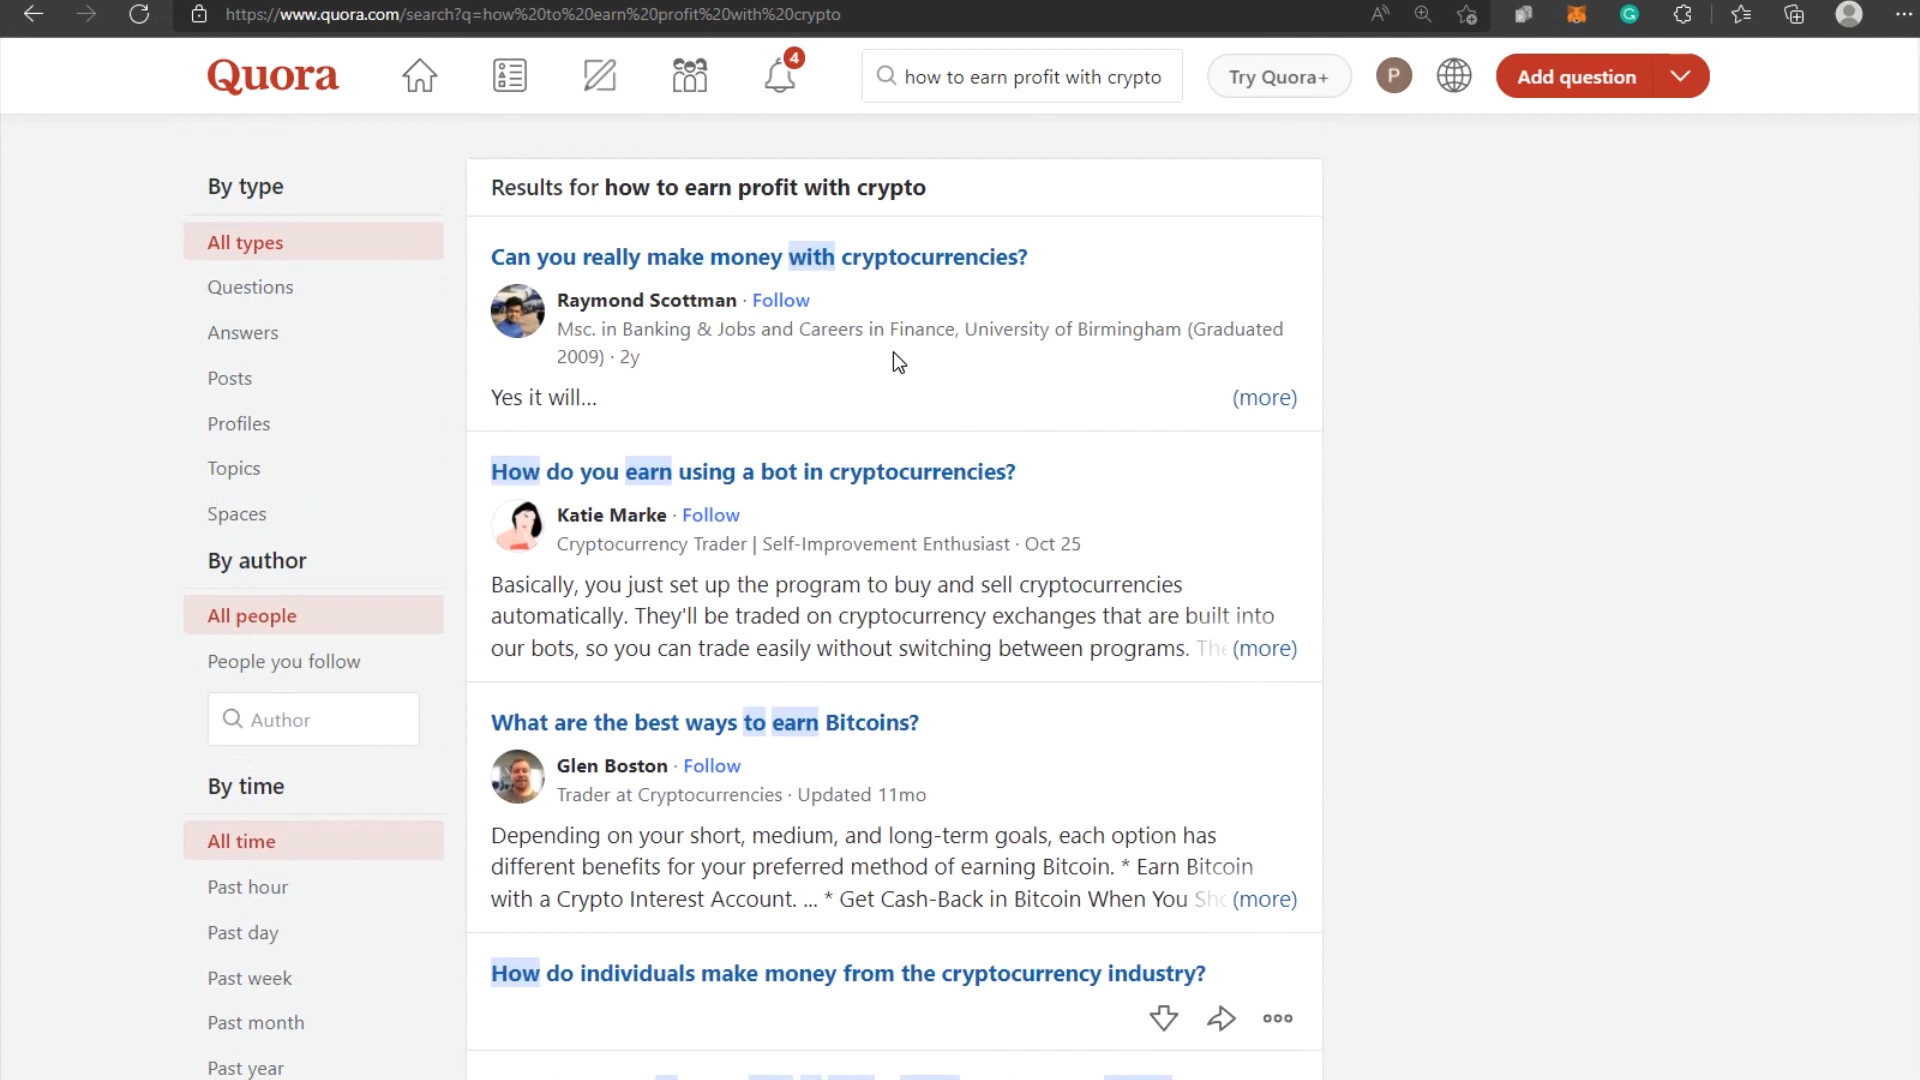 https://www.quora.com/search?q=how%20to%20earn%20profit%20with%20crypto
Quora
4
how to earn profit with crypto
Try Quora+
P
Add question
By type
All types
Questions
Answers
Posts
Profiles
Topics
Spaces
By author
All people
People you follow
Author
By time
All time
Past hour
Past day
Past week
Past month
Past year
Results for how to earn profit with crypto
Can you really make money with cryptocurrencies?
Raymond Scottman · Follow
Msc. in Banking & Jobs and Careers in Finance, University of Birmingham (Graduated
2009) · 2y
Yes it will...
(more)
How do you earn using a bot in cryptocurrencies?
Katie Marke · Follow
Cryptocurrency Trader | Self-Improvement Enthusiast · Oct 25
Basically, you just set up the program to buy and sell cryptocurrencies
automatically. They'll be traded on cryptocurrency exchanges that are built into
our bots, so you can trade easily without switching between programs. The (more)
What are the best ways to earn Bitcoins?
Glen Boston · Follow
Trader at Cryptocurrencies · Updated 11mo
Depending on your short, medium, and long-term goals, each option has
different benefits for your preferred method of earning Bitcoin. * Earn Bitcoin
with a Crypto Interest Account. ... * Get Cash-Back in Bitcoin When You Sho (more)
How do individuals make money from the cryptocurrency industry?